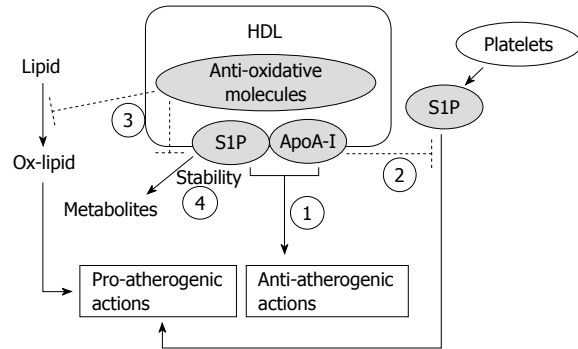 HDL
Platelets
Lipid
Anti-oxidative
molecules
S1P
3
S1P
ApoA-I
Ox-lipid
Stability
2
4
Metabolites
1
Pro-atherogenic
actions
Anti-atherogenic
actions